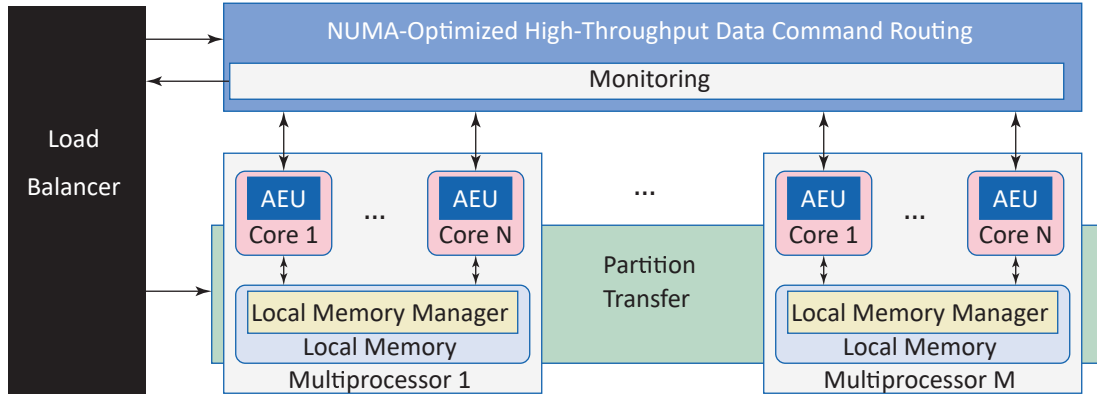 NUMA-Optimized High-Throughput Data Command Routing
Monitoring
Load
Balancer
AEU
Core 1
...
AEU
Core N
Local Memory Manager
Local Memory
Multiprocessor 1
...
Partition
Transfer
AEU
Core 1
...
AEU
Core N
Local Memory Manager
Local Memory
Multiprocessor M